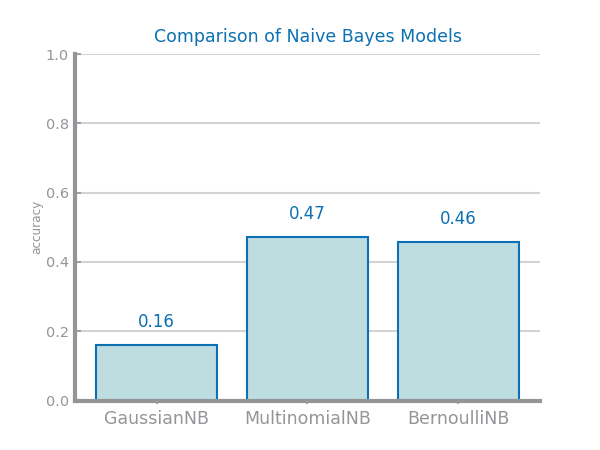 Comparison of Naive Bayes Models
1.0
0.8
0.6
0.4
0.2
0.0
accuracy
0.16
0.47
0.46
GaussianNB
MultinomialNB
BernoulliNB